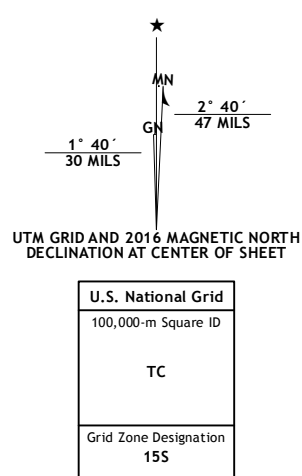 ★
MN
GN
2° 40´
47 MILS
1° 40´
30 MILS
UTM GRID AND 2016 MAGNETIC NORTH
DECLINATION AT CENTER OF SHEET
U.S. National Grid
100,000-m Square ID
TC
Grid Zone Designation
15S